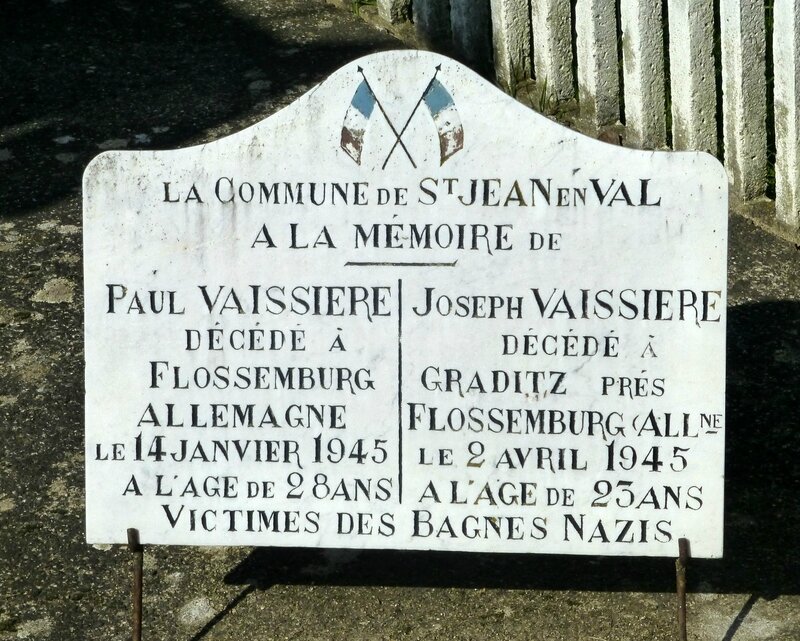 LA COMMUNE DE ST JEAN EN VAL
A LA MÉMOIRE DE
PAUL VAISSIERE
DÉCÉDÉ À
FLOSSEMBURG
ALLEMAGNE
LE 14 JANVIER 1945
A L'AGE DE 28 ANS
JOSEPH VAISSIERE
DÉCÉDÉ À
GRADITZ PRÉS
FLOSSEMBURG (ALLNE
LE 2 AVRIL 1945
A L'AGE DE 23 ANS
VICTIMES DES BAGNES NAZIS